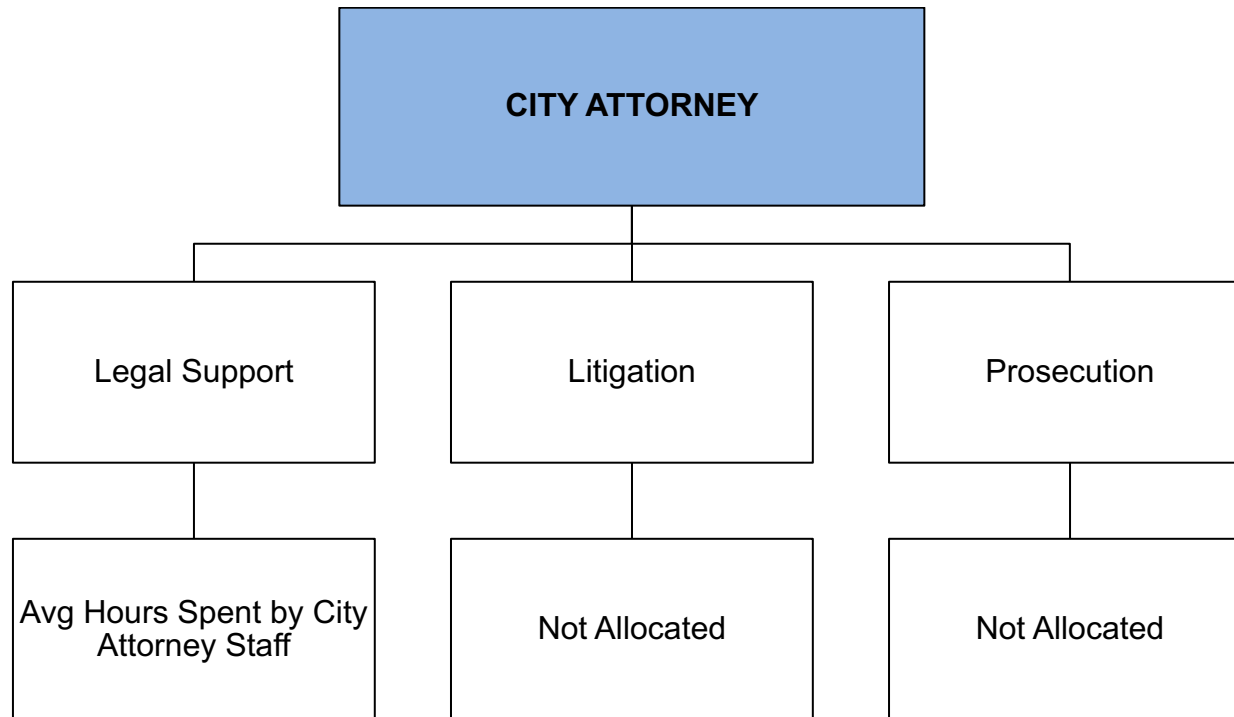 CITY ATTORNEY
Legal Support
Litigation
Prosecution
Avg Hours Spent by City
Attorney Staff
Not Allocated
Not Allocated